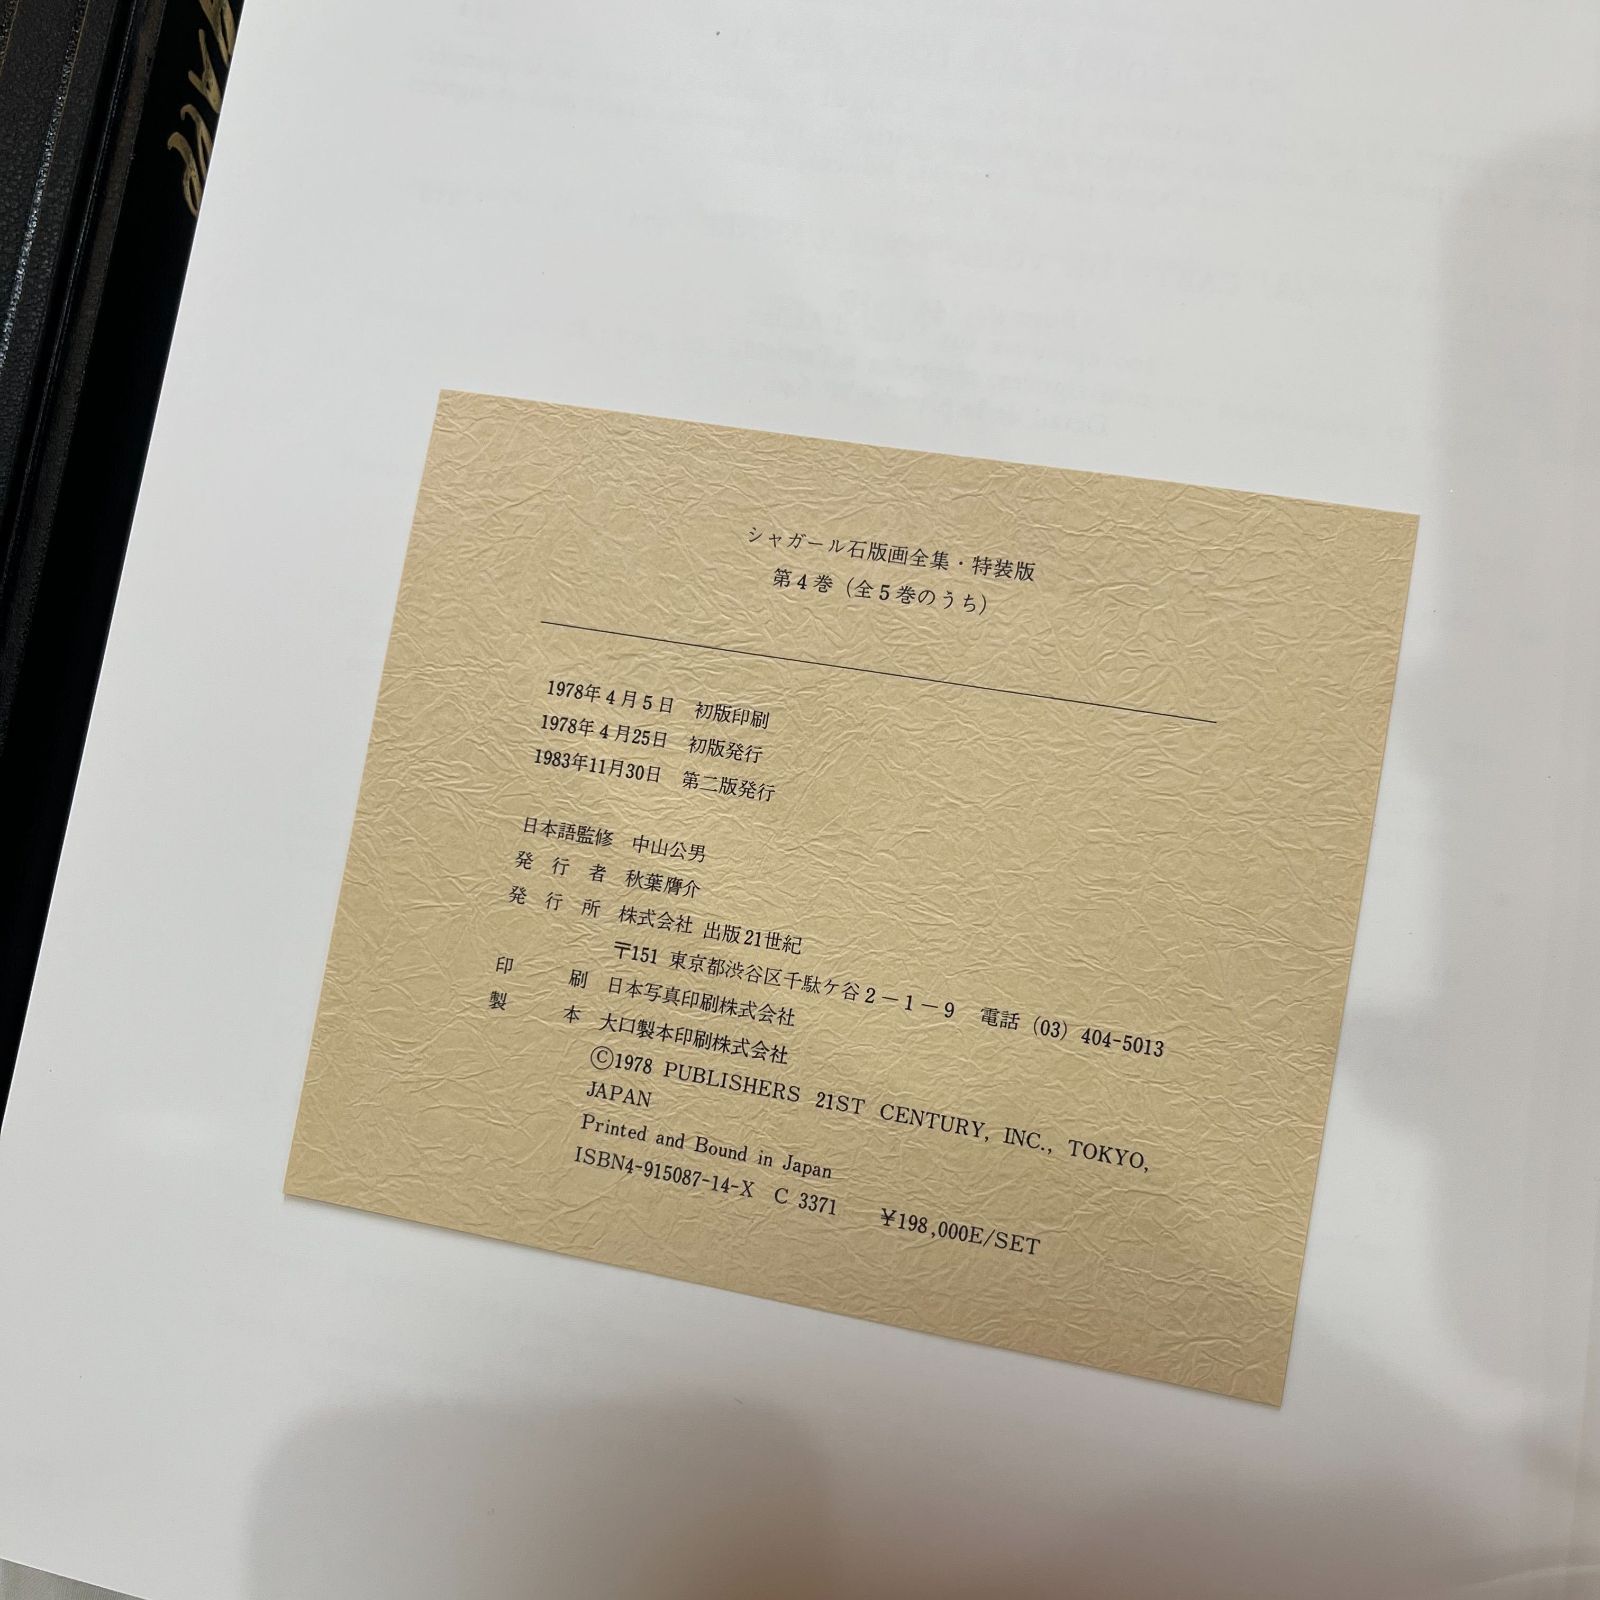 シャガール石版画全集・特装版
第4巻（全5巻のうち）
1978年4月5日　初版印刷
1978年4月25日　初版発行
1983年11月30日　第二版発行
日本語監修　中山公男
発行者　秋葉膺介
発行所　株式会社 出版21世紀
〒151 東京都渋谷区千駄ケ谷2－1－9　電話（03）404-5013
印刷　日本写真印刷株式会社
製本　大口製本印刷株式会社
Ⓒ1978 PUBLISHERS 21ST CENTURY, INC., TOKYO,
JAPAN
Printed and Bound in Japan
ISBN4-915087-14-X　C 3371　¥198,000E/SET